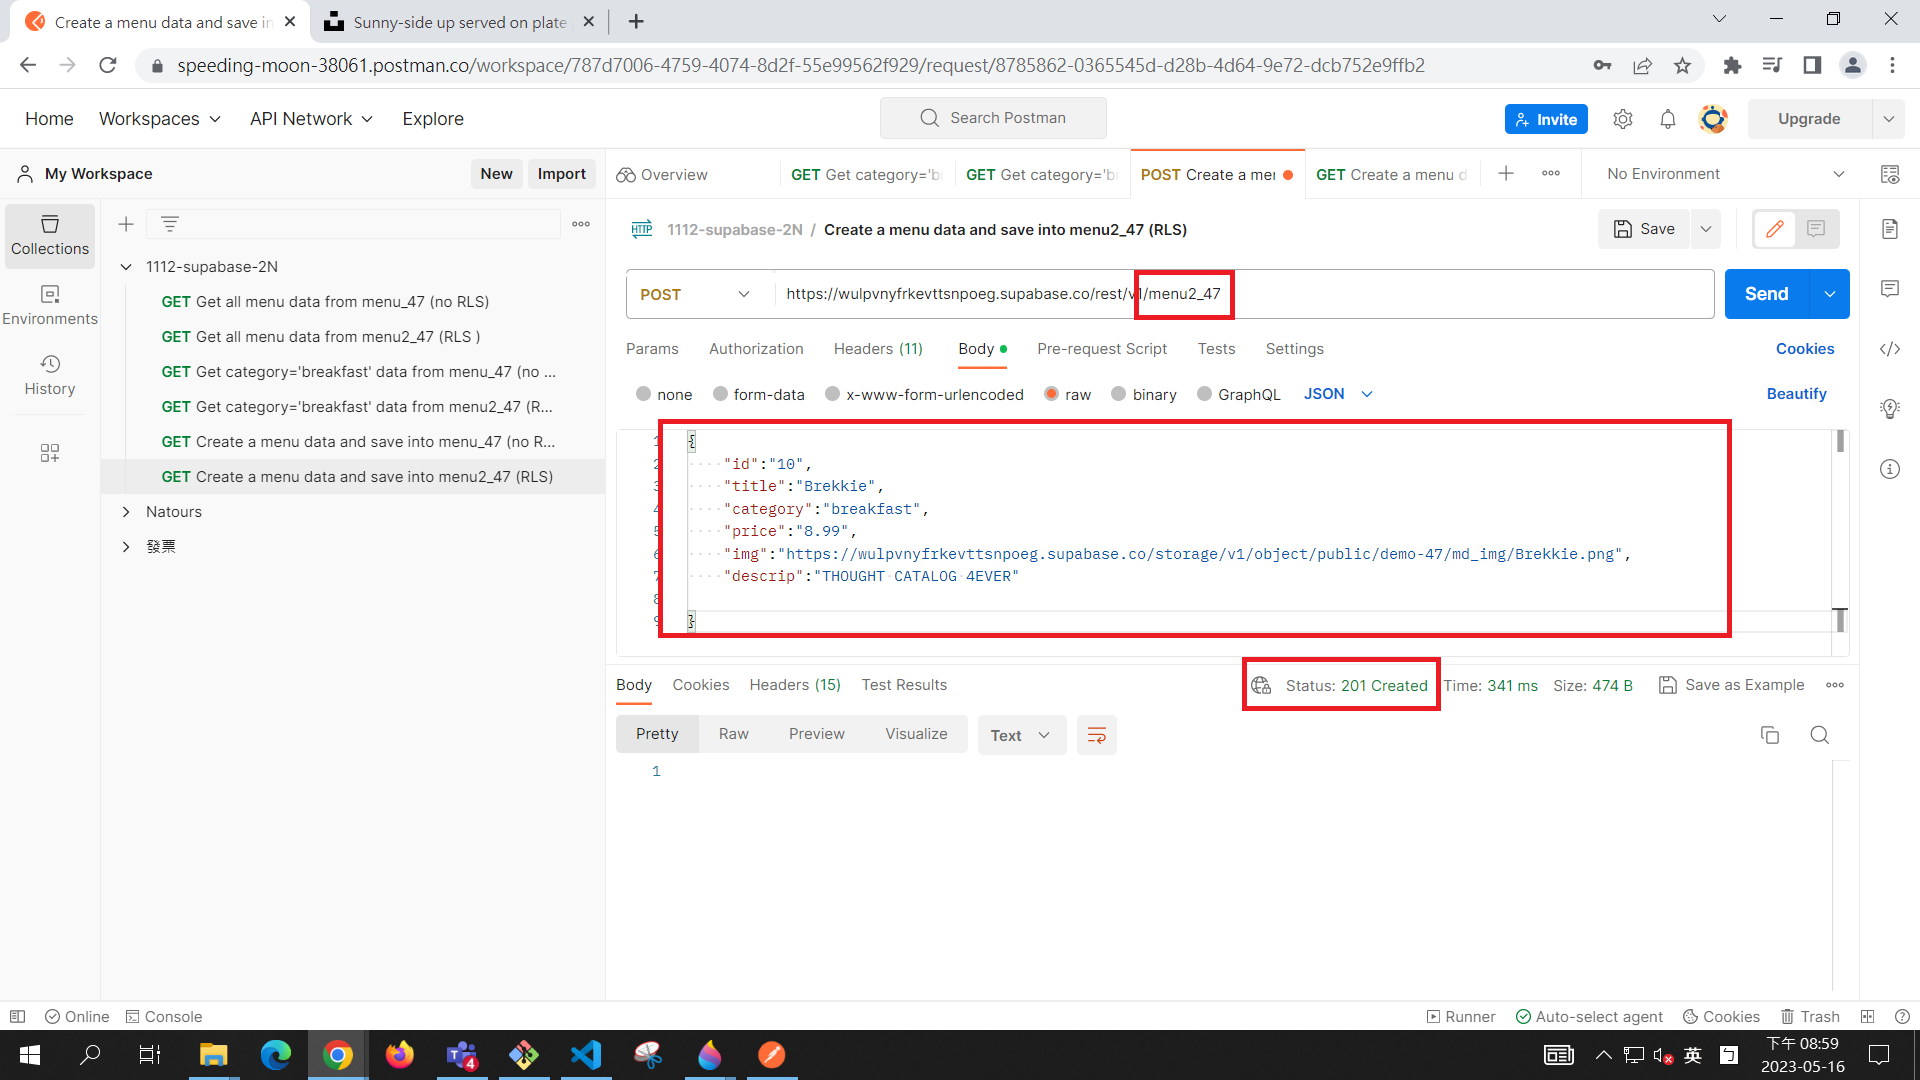 Create a menu data and save in
Sunny-side up served on plate
speeding-moon-38061.postman.co/workspace/787d7006-4759-4074-8d2f-55e99562f929/request/8785862-0365545d-d28b-4d64-9e72-dcb752e9ffb2
Home
Workspaces
API Network
Explore
Search Postman
Invite
Upgrade
My Workspace
New
Import
Overview
GET Get category='b
GET Get category='b
POST Create a me
GET Create a menu d
No Environment
Collections
Environments
History
1112-supabase-2N
GET Get all menu data from menu_47 (no RLS)
GET Get all menu data from menu2_47 (RLS )
GET Get category='breakfast' data from menu_47 (no ...
GET Get category='breakfast' data from menu2_47 (R...
GET Create a menu data and save into menu_47 (no R...
GET Create a menu data and save into menu2_47 (RLS)
Natours
發票
HTTP
1112-supabase-2N / Create a menu data and save into menu2_47 (RLS)
Save
POST
https://wulpvnyfrkevttsnpoeg.supabase.co/rest/v1/menu2_47
Send
Params
Authorization
Headers (11)
Body
Pre-request Script
Tests
Settings
Cookies
none
form-data
x-www-form-urlencoded
raw
binary
GraphQL
JSON
Beautify
1 {
2 "id":"10",
3 "title":"Brekkie",
4 "category":"breakfast",
5 "price":"8.99",
6 "img":"https://wulpvnyfrkevttsnpoeg.supabase.co/storage/v1/object/public/demo-47/md_img/Brekkie.png",
7 "descrip":"THOUGHT CATALOG 4EVER"
8
9 }
Body
Cookies
Headers (15)
Test Results
Status: 201 Created
Time: 341 ms
Size: 474 B
Save as Example
Pretty
Raw
Preview
Visualize
Text
1
Online
Console
Runner
Auto-select agent
Cookies
Trash
4
英
下午 08:59
2023-05-16